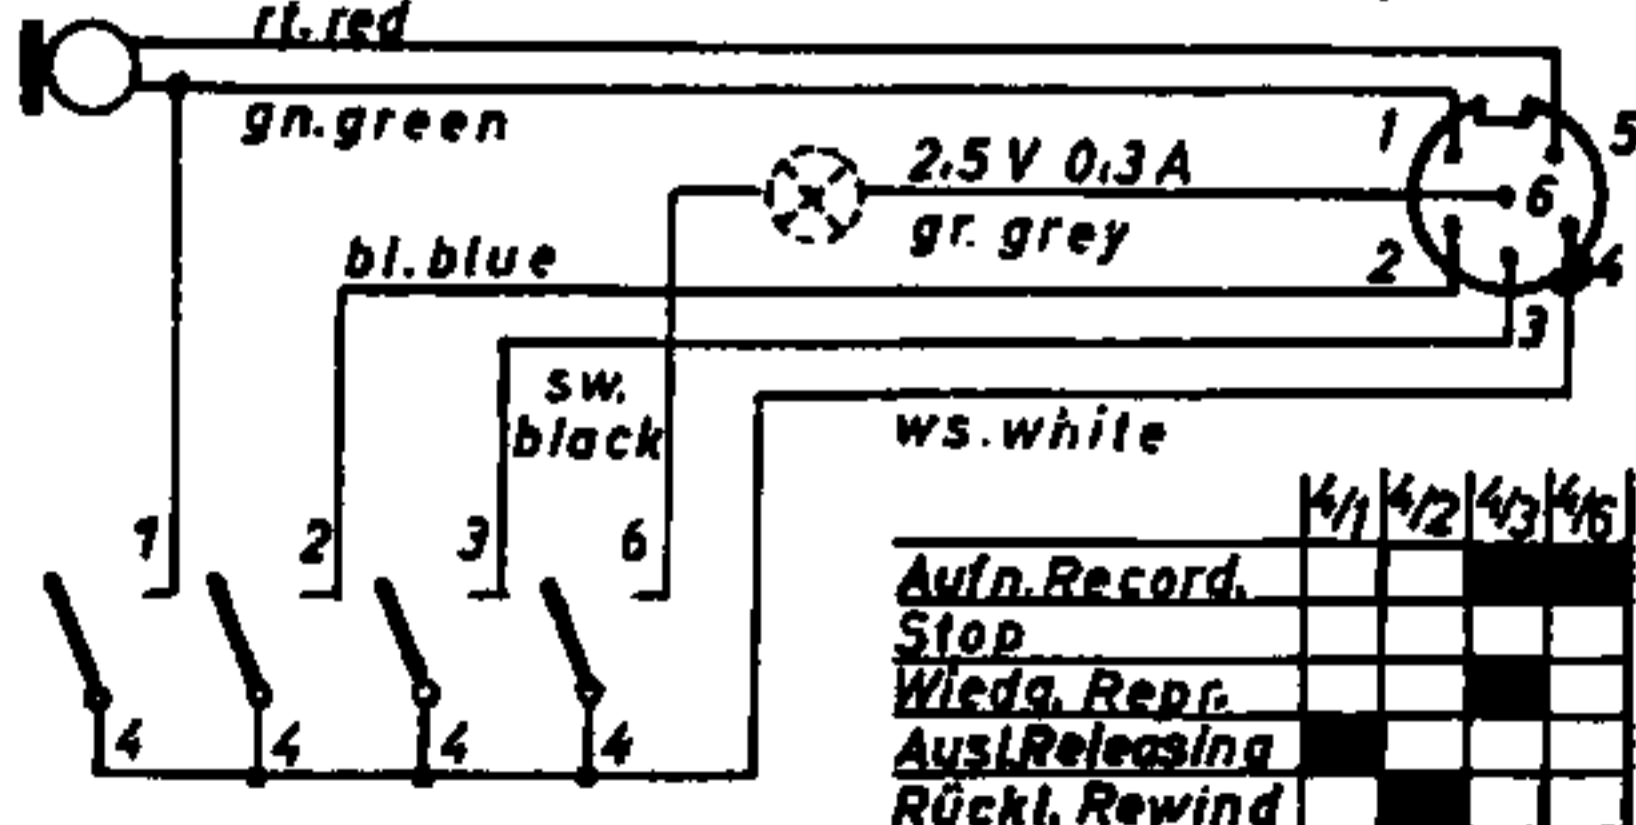 rt.red
gn.green
1
5
2,5 V 0,3 A
6
gr. grey
bl.blue
2
4
3
sw.
black
ws.white
1
2
3
6
4/1 4/2 4/3 4/6
Aufn.Record.
Stop
Wiedg. Repr.
4
4
4
4
Ausl.Releasing
Rückl. Rewind